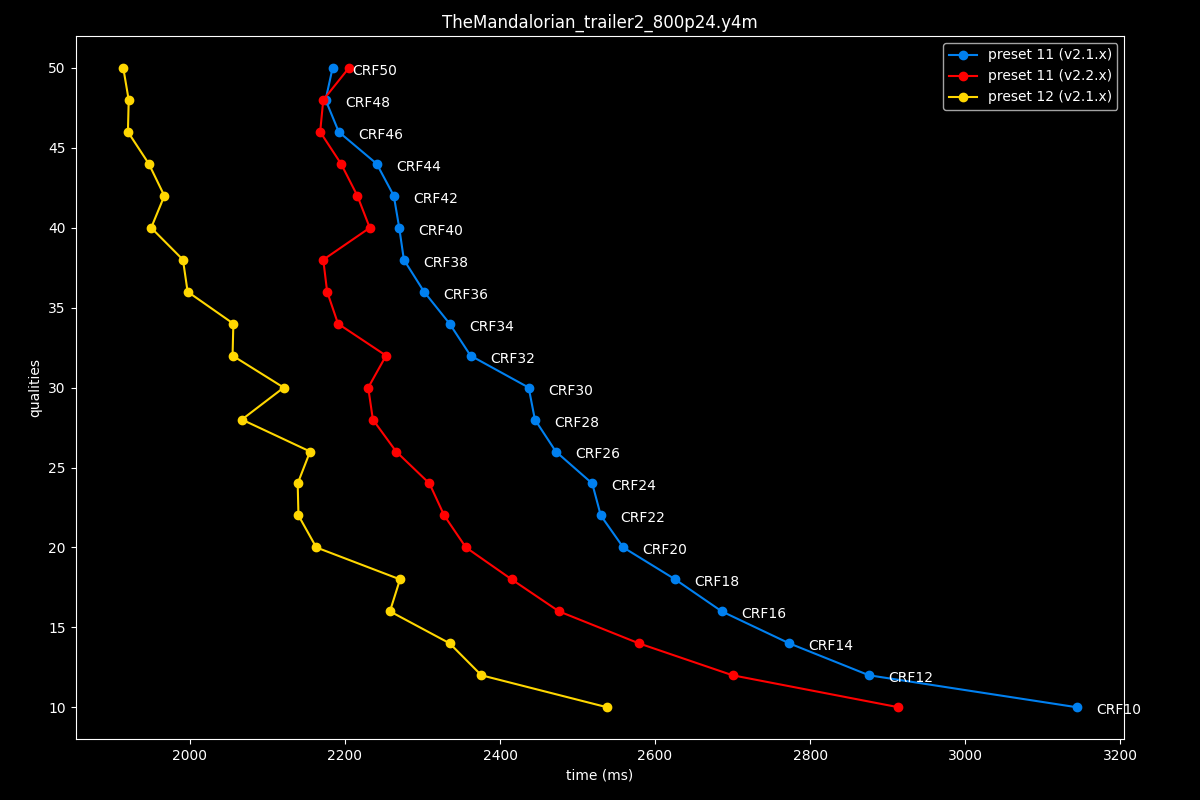 TheMandalorian_trailer2_800p24.y4m
preset 11 (v2.1.x)
preset 11 (v2.2.x)
preset 12 (v2.1.x)
50
45
40
35
30
25
20
15
10
qualities
CRF50
CRF48
CRF46
CRF44
CRF42
CRF40
CRF38
CRF36
CRF34
CRF32
CRF30
CRF28
CRF26
CRF24
CRF22
CRF20
CRF18
CRF16
CRF14
CRF12
CRF10
2000 2200 2400 2600 2800 3000 3200
time (ms)